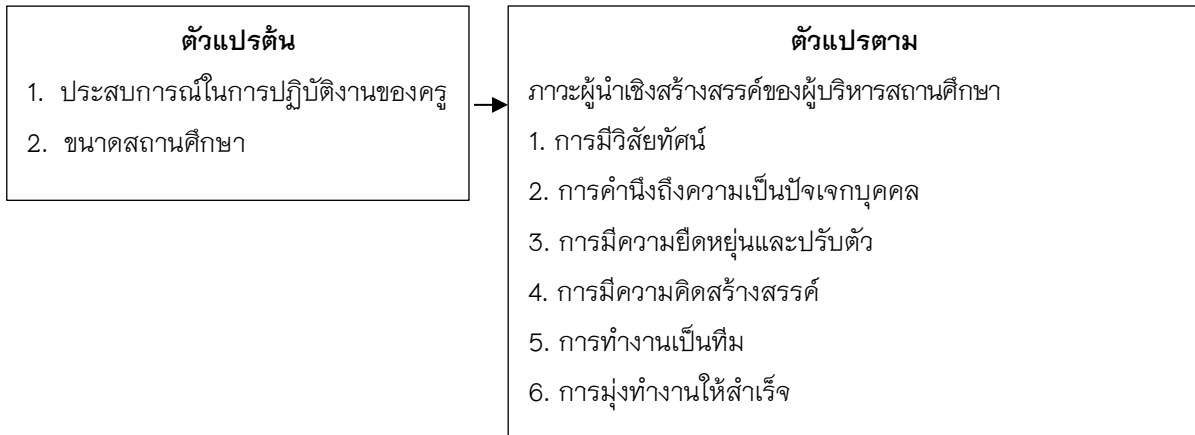 ตัวแปรต้น
1. ประสบการณ์ในการปฏิบัติงานของครู
2. ขนาดสถานศึกษา
ตัวแปรตาม
ภาวะผู้นำเชิงสร้างสรรค์ของผู้บริหารสถานศึกษา
1. การมีวิสัยทัศน์
2. การคำนึงถึงความเป็นปัจเจกบุคคล
3. การมีความยืดหยุ่นและปรับตัว
4. การมีความคิดสร้างสรรค์
5. การทำงานเป็นทีม
6. การมุ่งทำงานให้สำเร็จ